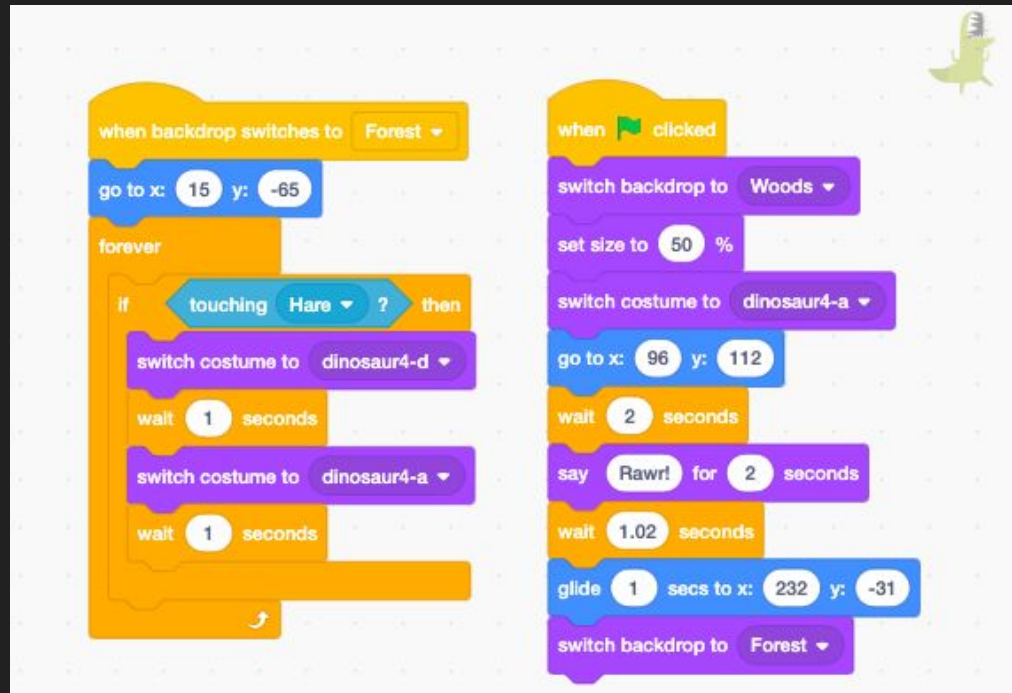 when backdrop switches to Forest
go to x: 15 y: -65
forever
if touching Hare ? then
switch costume to dinosaur4-d
wait 1 seconds
switch costume to dinosaur4-a
wait 1 seconds
when clicked
switch backdrop to Woods
set size to 50 %
switch costume to dinosaur4-a
go to x: 96 y: 112
wait 2 seconds
say Rawr! for 2 seconds
wait 1.02 seconds
glide 1 secs to x: 232 y: -31
switch backdrop to Forest